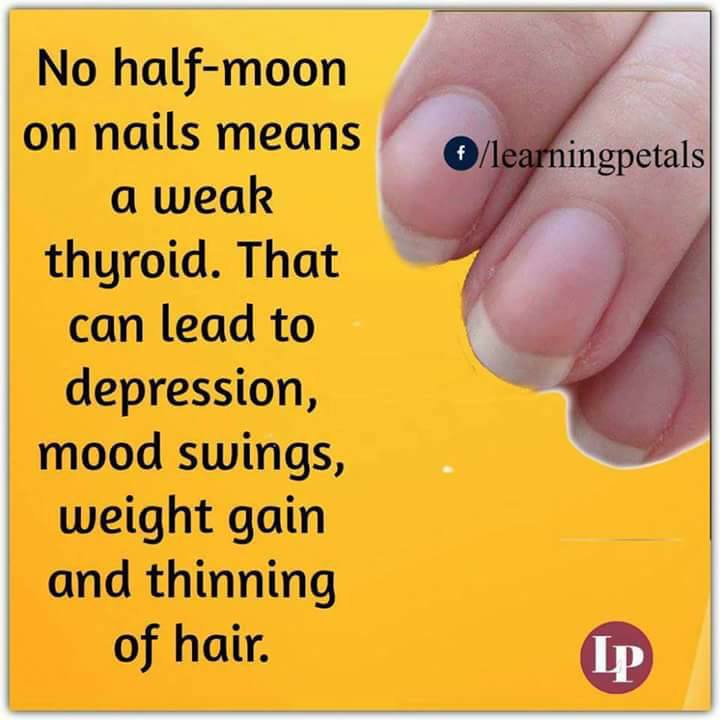 No half-moon
on nails means
a weak
thyroid. That
can lead to
depression,
mood swings,
weight gain
and thinning
of hair.
f/learningpetals
LP